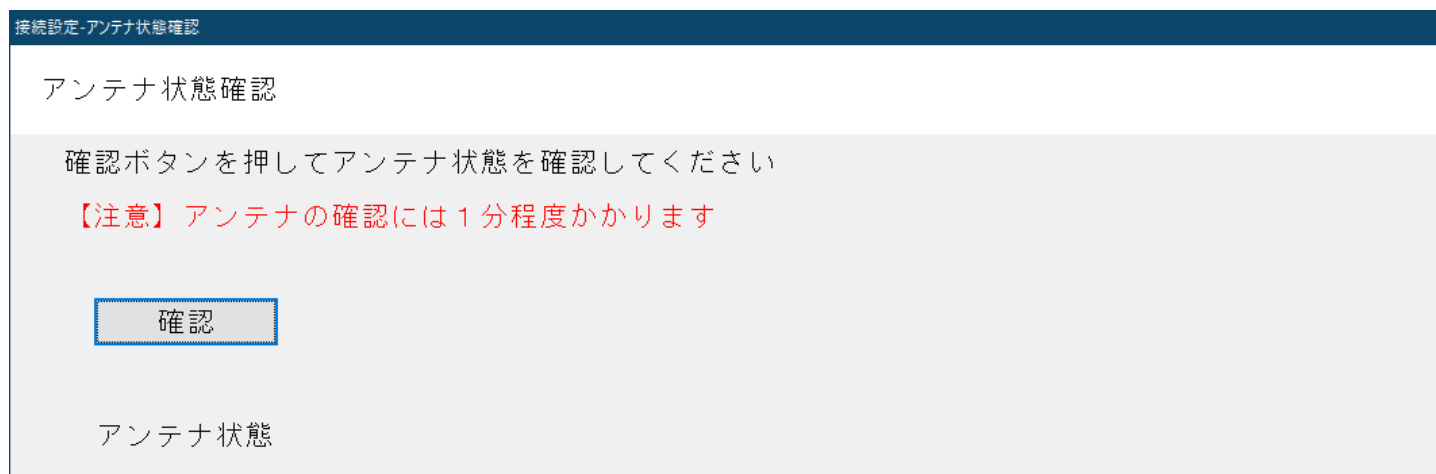 接続設定-アンテナ状態確認
アンテナ状態確認
確認ボタンを押してアンテナ状態を確認してください
【注意】アンテナの確認には１分程度かかります
確認
アンテナ状態